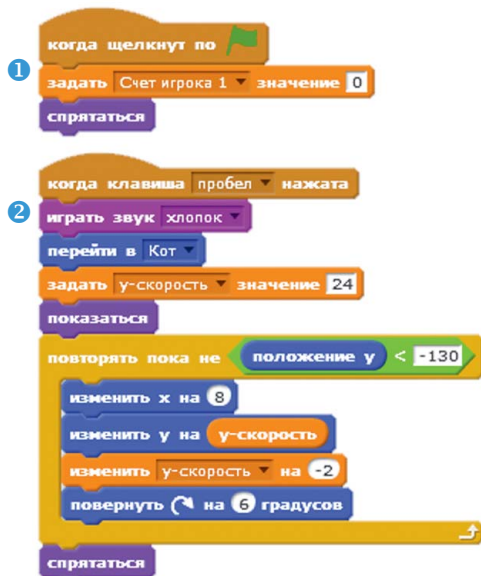 когда щелкнут по
1
задать Счет игрока 1 значение 0
спрятаться
когда клавиша пробел нажата
2
играть звук хлопок
перейти в Кот
задать у-скорость значение 24
показаться
повторять пока не положение у < -130
изменить х на 8
изменить у на у-скорость
изменить у-скорость на -2
повернуть на 6 градусов
спрятаться